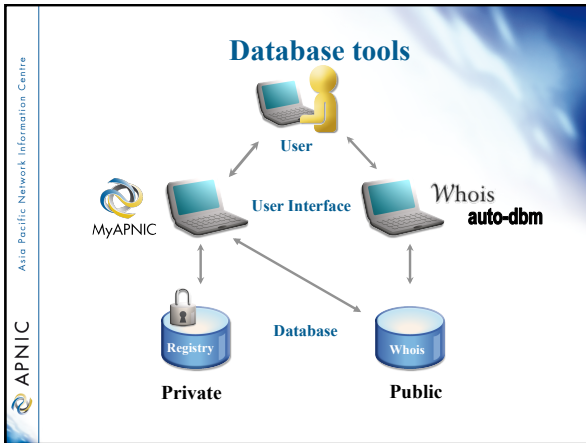 Database tools
User
MyAPNIC
User Interface
Whois
auto-dbm
Registry
Database
Whois
Private
Public
Asia Pacific Network Information Centre
APNIC